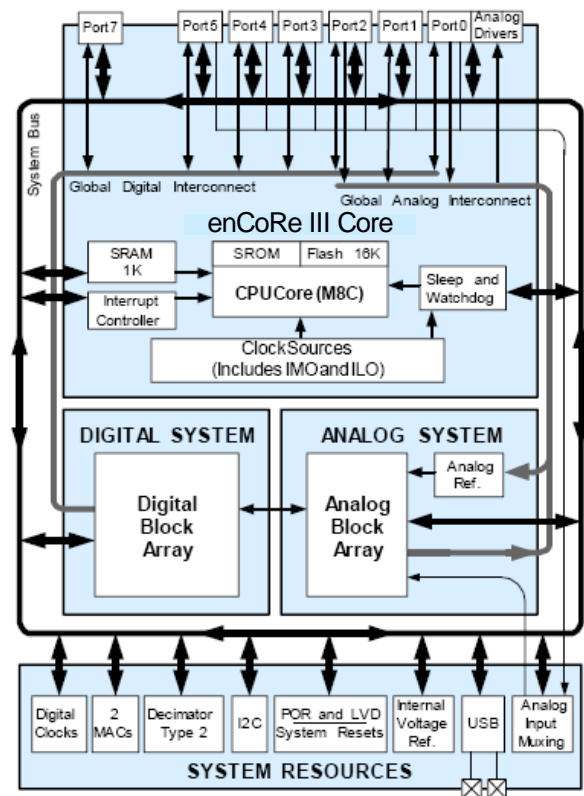 Port7
Port5
Port4
Port3
Port2
Port1
Port0
Analog
Drivers
System Bus
Global Digital Interconnect
Global Analog Interconnect
enCoRe III Core
SRAM
1K
SROM
Flash 16K
CPUCore (M8C)
Sleep and
Watchdog
Interrupt
Controller
ClockSources
(Includes IMO and ILO)
DIGITAL SYSTEM
ANALOG SYSTEM
Digital
Block
Array
Analog
Block
Array
Analog
Ref.
Digital
Clocks
2
MACs
Decimator
Type 2
I2C
POR and LVD
System Resets
Internal
Voltage
Ref.
USB
Analog
Input
Muxing
SYSTEM RESOURCES